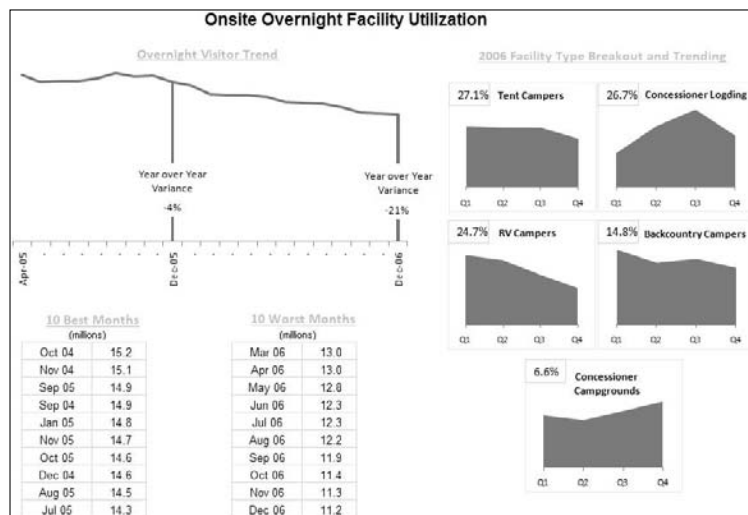 Onsite Overnight Facility Utilization
Overnight Visitor Trend
Year over Year
Variance
-4%
Year over Year
Variance
-21%
Apr-05
Dec-05
Dec-06
2006 Facility Type Breakout and Trending
27.1% Tent Campers
Q1 Q2 Q3 Q4
26.7% Concessioner Logding
Q1 Q2 Q3 Q4
24.7% RV Campers
Q1 Q2 Q3 Q4
14.8% Backcountry Campers
Q1 Q2 Q3 Q4
6.6% Concessioner
Campgrounds
Q1 Q2 Q3 Q4
10 Best Months
(millions)
Oct 04 15.2
Nov 04 15.1
Sep 05 14.9
Sep 04 14.9
Jan 05 14.8
Nov 05 14.7
Oct 05 14.6
Dec 04 14.6
Aug 05 14.5
Jul 05 14.3
10 Worst Months
(millions)
Mar 06 13.0
Apr 06 13.0
May 06 12.8
Jun 06 12.3
Jul 06 12.3
Aug 06 12.2
Sep 06 11.9
Oct 06 11.4
Nov 06 11.3
Dec 06 11.2